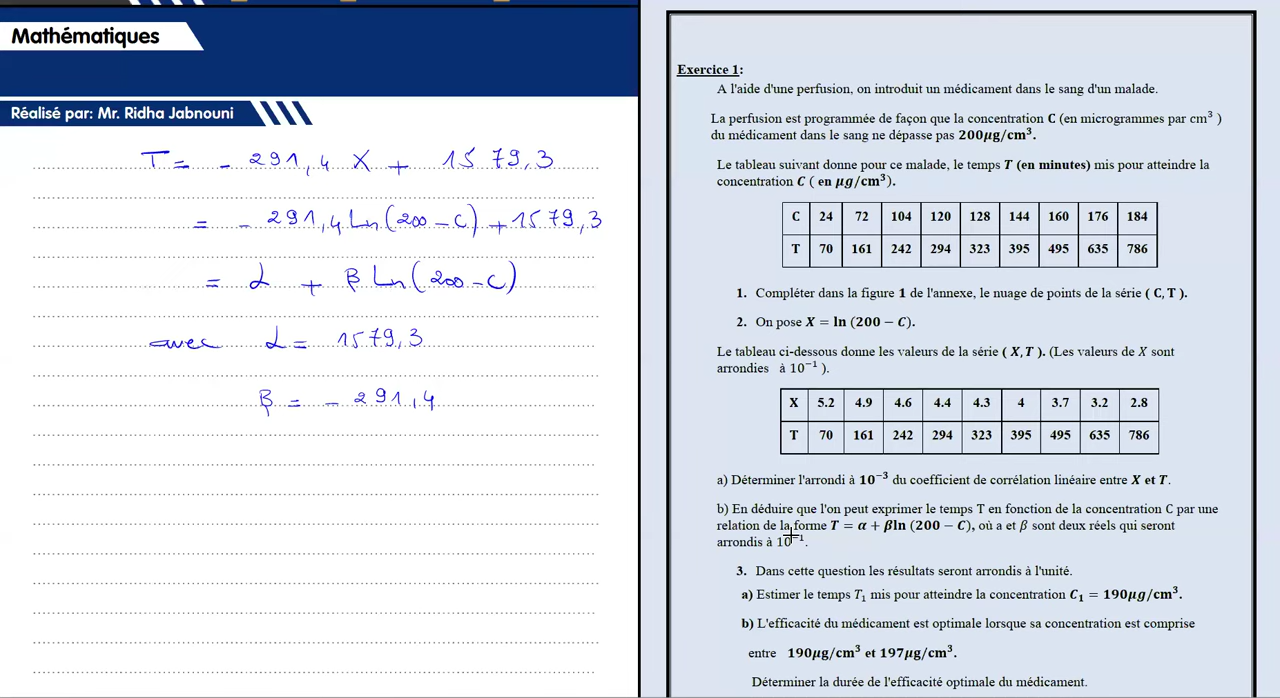 Mathématiques
Réalisé par: Mr. Ridha Jabnouni
T = - 291,4 X + 1579,3
= - 291,4 Ln(200 - C) + 1579,3
= α + β Ln(200 - C)
avec α = 1579,3
β = - 291,4
Exercice 1:
A l'aide d'une perfusion, on introduit un médicament dans le sang d'un malade.
La perfusion est programmée de façon que la concentration C (en microgrammes par cm³ )
du médicament dans le sang ne dépasse pas 200μg/cm³.
Le tableau suivant donne pour ce malade, le temps T (en minutes) mis pour atteindre la
concentration C ( en μg/cm³).
C 24 72 104 120 128 144 160 176 184
T 70 161 242 294 323 395 495 635 786
1. Compléter dans la figure 1 de l'annexe, le nuage de points de la série ( C, T ).
2. On pose X = ln (200 − C).
Le tableau ci-dessous donne les valeurs de la série ( X, T ). (Les valeurs de X sont
arrondies à 10⁻¹ ).
X 5.2 4.9 4.6 4.4 4.3 4 3.7 3.2 2.8
T 70 161 242 294 323 395 495 635 786
a) Déterminer l'arrondi à 10⁻³ du coefficient de corrélation linéaire entre X et T.
b) En déduire que l'on peut exprimer le temps T en fonction de la concentration C par une
relation de la forme T = α + βln (200 − C), où a et β sont deux réels qui seront
arrondis à 10⁻¹.
3. Dans cette question les résultats seront arrondis à l'unité.
a) Estimer le temps T₁ mis pour atteindre la concentration C₁ = 190μg/cm³.
b) L'efficacité du médicament est optimale lorsque sa concentration est comprise
entre 190μg/cm³ et 197μg/cm³.
Déterminer la durée de l'efficacité optimale du médicament.